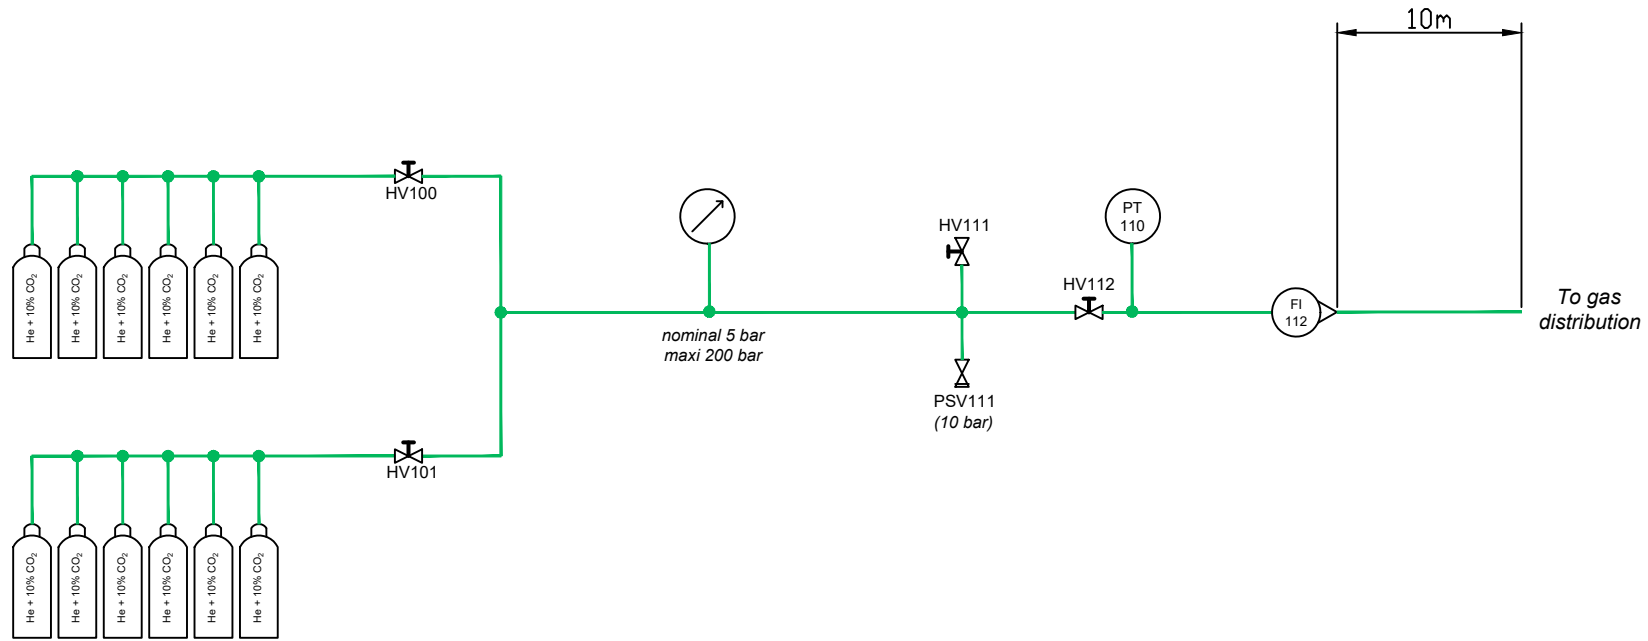 10m
HV100
He + 10% CO₂
He + 10% CO₂
He + 10% CO₂
He + 10% CO₂
He + 10% CO₂
He + 10% CO₂
nominal 5 bar
maxi 200 bar
HV111
PSV111
(10 bar)
HV112
PT
110
FI
112
To gas
distribution
HV101
He + 10% CO₂
He + 10% CO₂
He + 10% CO₂
He + 10% CO₂
He + 10% CO₂
He + 10% CO₂